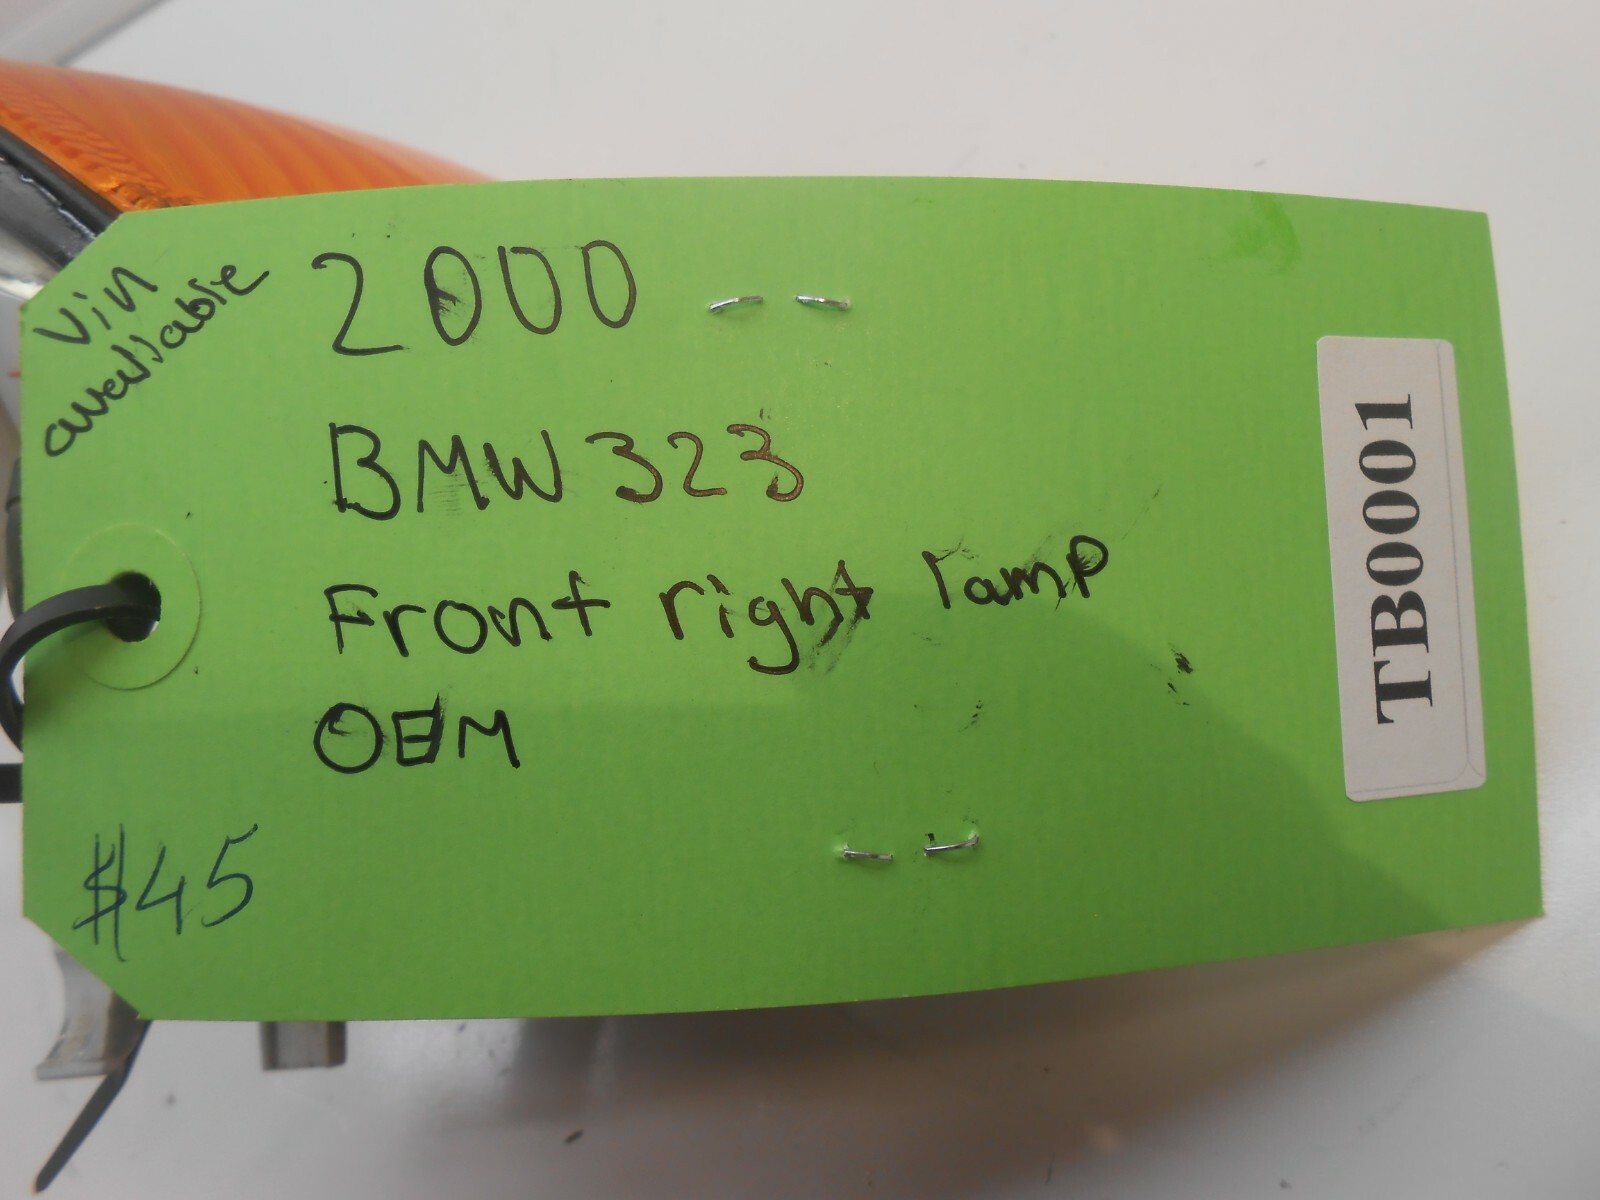 Vin
available
2000
BMW 323
Front right lamp
OEM
$45
TB0001